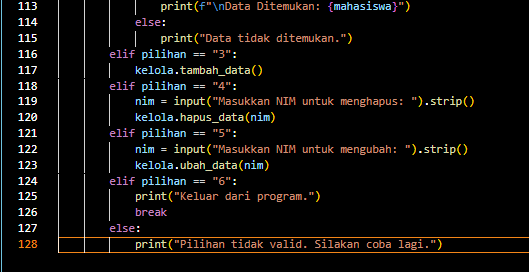 113 print(f"\nData Ditemukan: {mahasiswa}")
114 else:
115 print("Data tidak ditemukan.")
116 elif pilihan == "3":
117 kelola.tambah_data()
118 elif pilihan == "4":
119 nim = input("Masukkan NIM untuk menghapus: ").strip()
120 kelola.hapus_data(nim)
121 elif pilihan == "5":
122 nim = input("Masukkan NIM untuk mengubah: ").strip()
123 kelola.ubah_data(nim)
124 elif pilihan == "6":
125 print("Keluar dari program.")
126 break
127 else:
128 print("Pilihan tidak valid. Silakan coba lagi.")